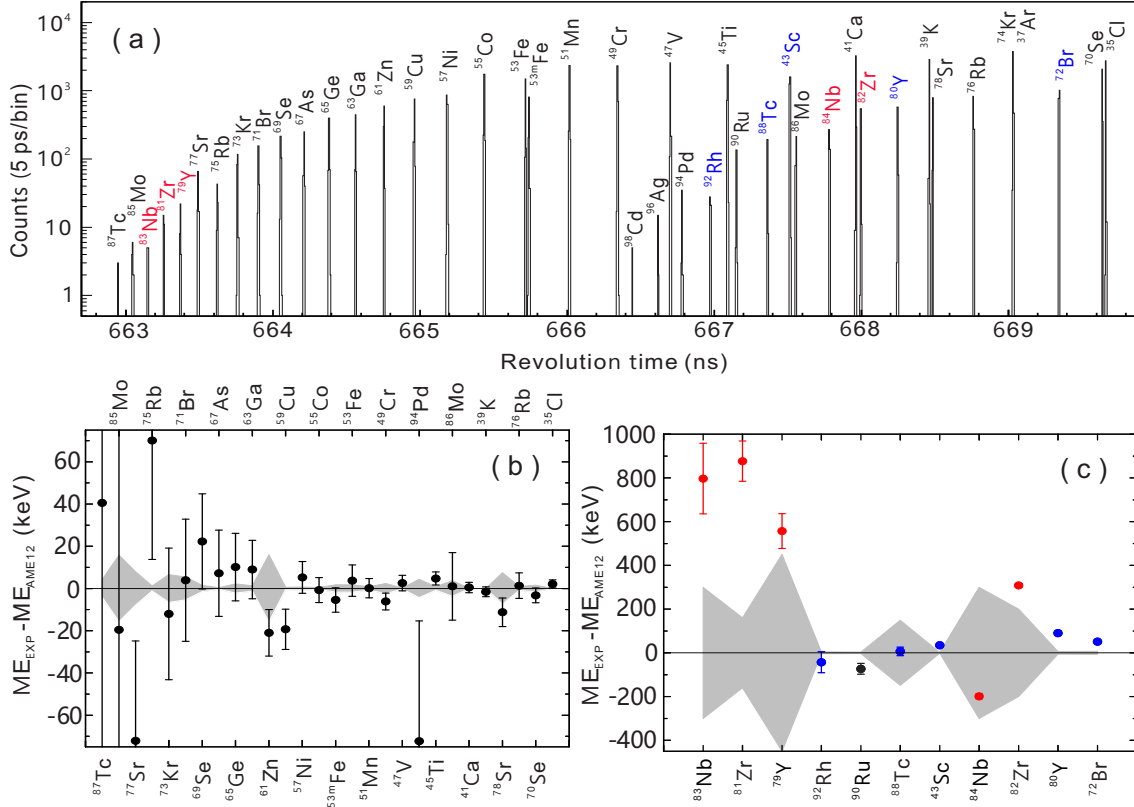 ( a )
Counts (5 ps/bin)
10⁴
10³
10²
10
1
⁸⁷Tc
⁸⁵Mo
⁸³Nb
⁸¹Zr
⁷⁹Y
⁷⁷Sr
⁷⁵Rb
⁷³Kr
⁷¹Br
⁶⁹Se
⁶⁷As
⁶⁵Ge
⁶³Ga
⁶¹Zn
⁵⁹Cu
⁵⁷Ni
⁵⁵Co
⁵³Fe
⁵³ᵐFe
⁵¹Mn
⁴⁹Cr
⁹⁸Cd
⁹⁶Ag
⁴⁷V
⁹⁴Pd
⁹²Rh
⁴⁵Ti
⁹⁰Ru
⁸⁸Tc
⁴³Sc
⁸⁶Mo
⁸⁴Nb
⁴¹Ca
⁸²Zr
⁸⁰Y
³⁹K
⁷⁸Sr
⁷⁶Rb
⁷⁴Kr
³⁷Ar
⁷²Br
⁷⁰Se
³⁵Cl
663 664 665 666 667 668 669
Revolution time (ns)
⁸⁵Mo ⁷⁵Rb ⁷¹Br ⁶⁷As ⁶³Ga ⁵⁹Cu ⁵⁵Co ⁵³Fe ⁴⁹Cr ⁹⁴Pd ⁸⁶Mo ³⁹K ⁷⁶Rb ³⁵Cl
( b )
ME_EXP-ME_AME12 (keV)
60
40
20
0
-20
-40
-60
⁸⁷Tc ⁷⁷Sr ⁷³Kr ⁶⁹Se ⁶⁵Ge ⁶¹Zn ⁵⁷Ni ⁵³ᵐFe ⁵¹Mn ⁴⁷V ⁴⁵Ti ⁴¹Ca ⁷⁸Sr ⁷⁰Se
( c )
ME_EXP-ME_AME12 (keV)
1000
800
600
400
200
0
-200
-400
⁸³Nb ⁸¹Zr ⁷⁹Y ⁹²Rh ⁹⁰Ru ⁸⁸Tc ⁴³Sc ⁸⁴Nb ⁸²Zr ⁸⁰Y ⁷²Br